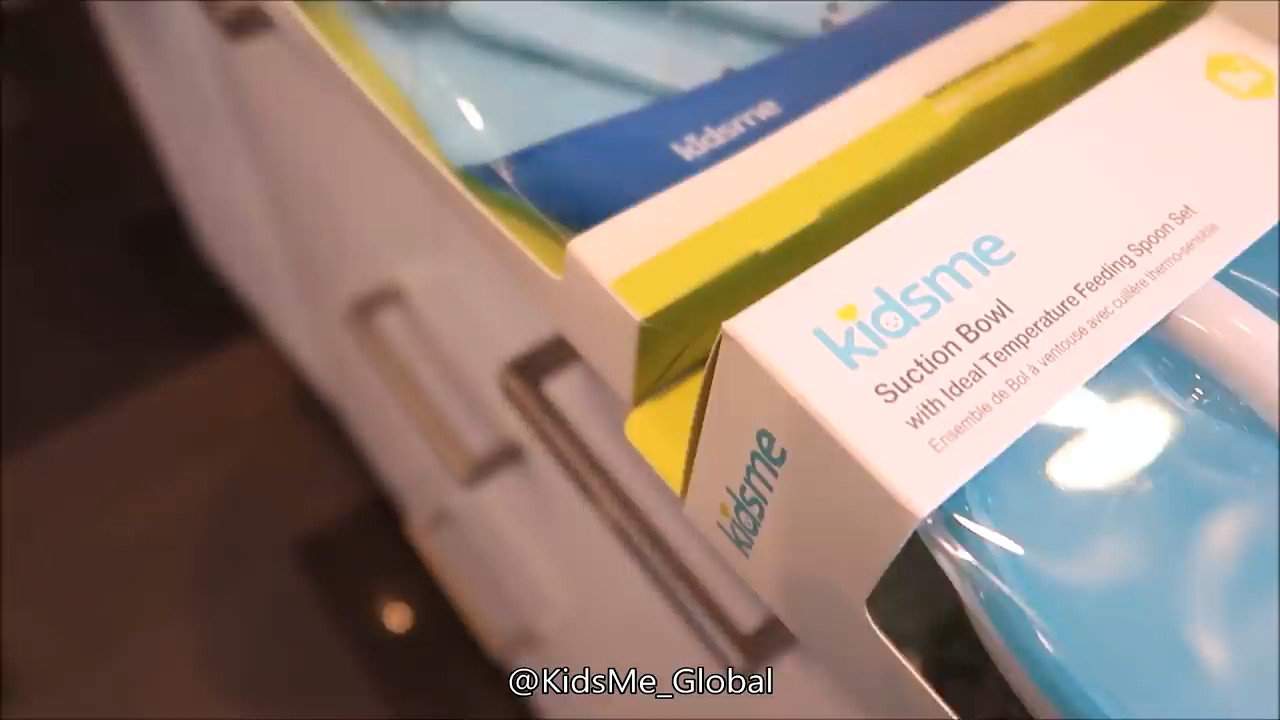 kidsme
kidsme
Suction Bowl
with Ideal Temperature Feeding Spoon Set
Ensemble de Bol à ventouse avec cuillère thermo-sensible
kidsme
@KidsMe_Global